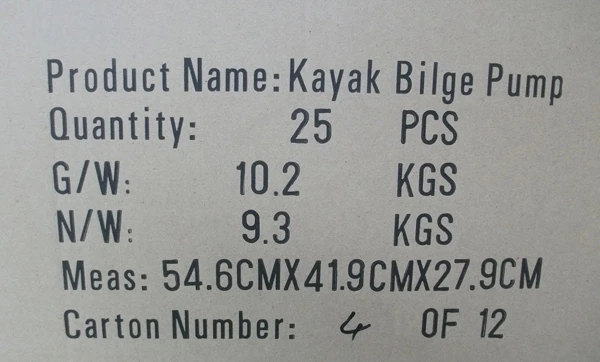 Product Name: Kayak Bilge Pump
Quantity: 25 PCS
G/W: 10.2 KGS
N/W: 9.3 KGS
Meas: 54.6CMX41.9CMX27.9CM
Carton Number: 4 OF 12